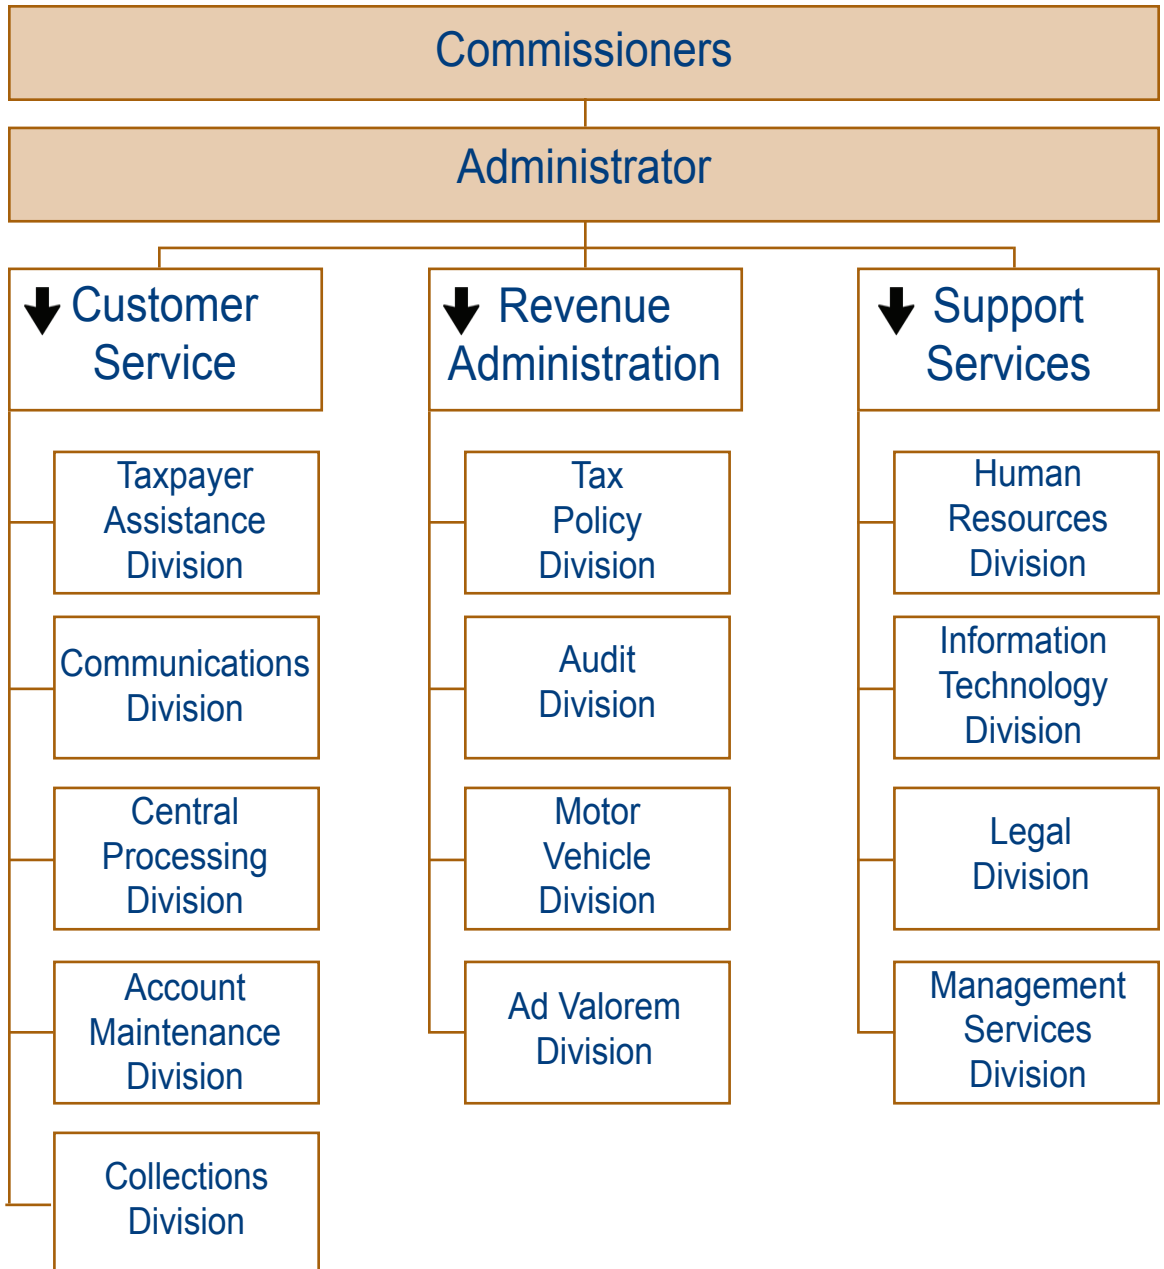 Commissioners
Administrator
Customer
Service
Taxpayer
Assistance
Division
Communications
Division
Central
Processing
Division
Account
Maintenance
Division
Collections
Division
Revenue
Administration
Tax
Policy
Division
Audit
Division
Motor
Vehicle
Division
Ad Valorem
Division
Support
Services
Human
Resources
Division
Information
Technology
Division
Legal
Division
Management
Services
Division